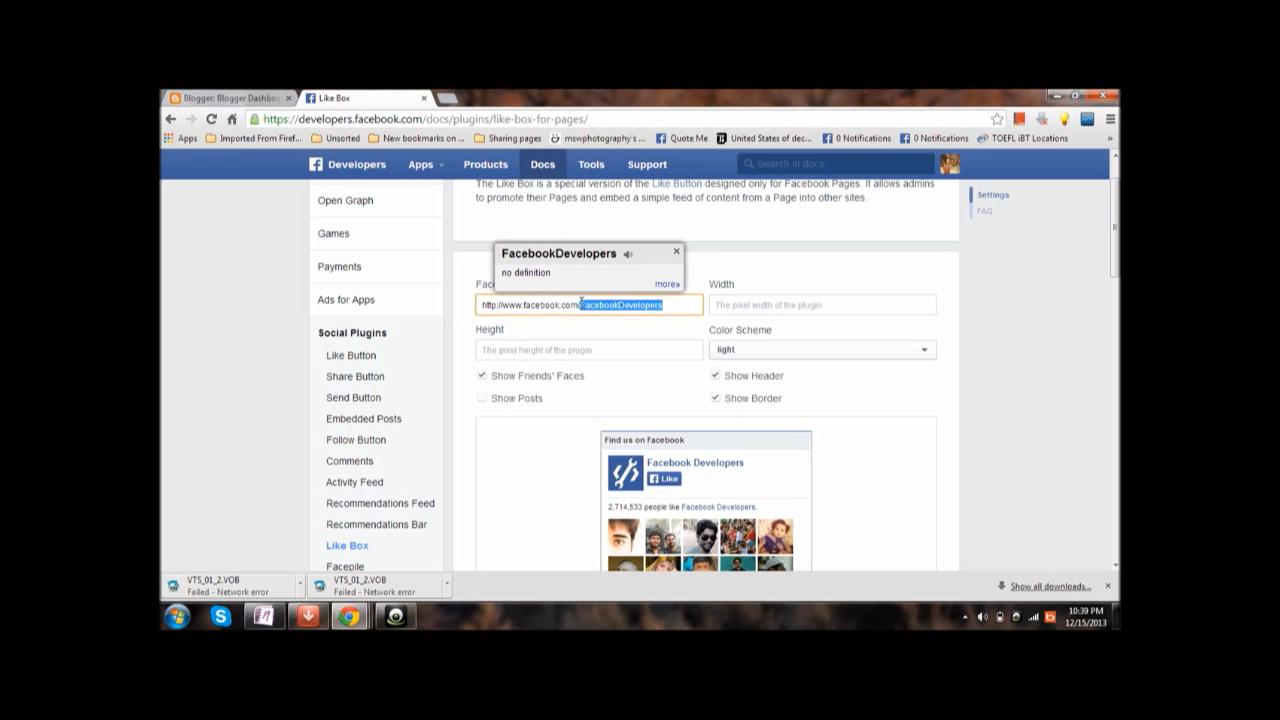 Blogger: Blogger Dashbo
Like Box
https://developers.facebook.com/docs/plugins/like-box-for-pages/
Apps
Imported From Firef...
Unsorted
New bookmarks on ...
Sharing pages
mswphotography's ...
Quote Me
United States of dec...
0 Notifications
0 Notifications
TOEFL iBT Locations
»
Developers
Apps
Products
Docs
Tools
Support
Search in docs
Open Graph
Games
Payments
Ads for Apps
Social Plugins
Like Button
Share Button
Send Button
Embedded Posts
Follow Button
Comments
Activity Feed
Recommendations Feed
Recommendations Bar
Like Box
Facepile
The Like Box is a special version of the Like Button designed only for Facebook Pages. It allows admins
to promote their Pages and embed a simple feed of content from a Page into other sites.
Settings
FAQ
FacebookDevelopers
no definition
more»
Width
http://www.facebook.com/FacebookDevelopers
The pixel width of the plugin
Height
Color Scheme
The pixel height of the plugin
light
Show Friends' Faces
Show Header
Show Posts
Show Border
Find us on Facebook
Facebook Developers
Like
2,714,533 people like Facebook Developers.
VTS_01_2.VOB
Failed - Network error
VTS_01_2.VOB
Failed - Network error
Show all downloads...
10:39 PM
12/15/2013